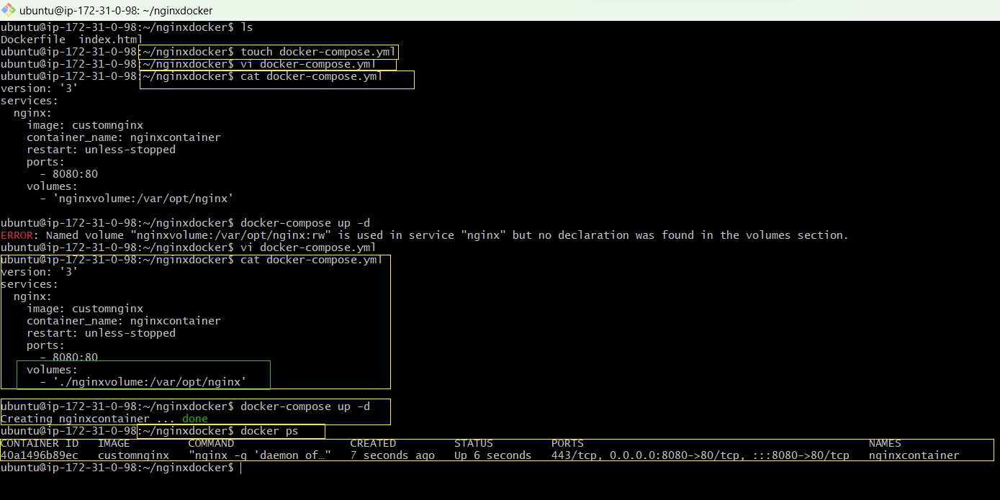 ubuntu@ip-172-31-0-98: ~/nginxdocker
ubuntu@ip-172-31-0-98:~/nginxdocker$ ls
Dockerfile  index.html
ubuntu@ip-172-31-0-98:~/nginxdocker$ touch docker-compose.yml
ubuntu@ip-172-31-0-98:~/nginxdocker$ vi docker-compose.yml
ubuntu@ip-172-31-0-98:~/nginxdocker$ cat docker-compose.yml
version: '3'
services:
  nginx:
    image: customnginx
    container_name: nginxcontainer
    restart: unless-stopped
    ports:
      - 8080:80
    volumes:
      - 'nginxvolume:/var/opt/nginx'
ubuntu@ip-172-31-0-98:~/nginxdocker$ docker-compose up -d
ERROR: Named volume "nginxvolume:/var/opt/nginx:rw" is used in service "nginx" but no declaration was found in the volumes section.
ubuntu@ip-172-31-0-98:~/nginxdocker$ vi docker-compose.yml
ubuntu@ip-172-31-0-98:~/nginxdocker$ cat docker-compose.yml
version: '3'
services:
  nginx:
    image: customnginx
    container_name: nginxcontainer
    restart: unless-stopped
    ports:
      - 8080:80
    volumes:
      - './nginxvolume:/var/opt/nginx'
ubuntu@ip-172-31-0-98:~/nginxdocker$ docker-compose up -d
Creating nginxcontainer ... done
ubuntu@ip-172-31-0-98:~/nginxdocker$ docker ps
CONTAINER ID   IMAGE         COMMAND                  CREATED         STATUS         PORTS                                            NAMES
40a1496b89ec   customnginx   "nginx -g 'daemon of…"   7 seconds ago   Up 6 seconds   443/tcp, 0.0.0.0:8080->80/tcp, :::8080->80/tcp   nginxcontainer
ubuntu@ip-172-31-0-98:~/nginxdocker$